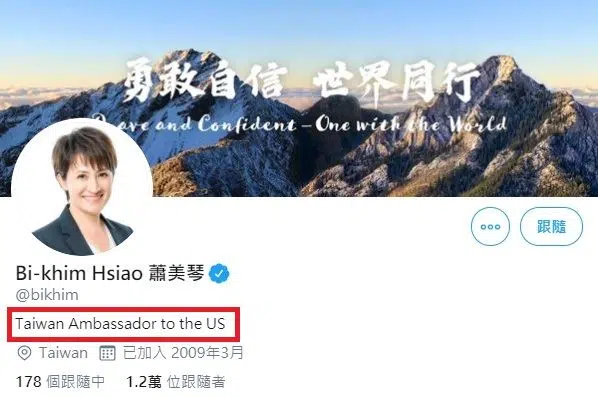 勇敢自信 世界同行
Brave and Confident – One with the World
跟隨
Bi-khim Hsiao 蕭美琴
@bikhim
Taiwan Ambassador to the US
Taiwan 已加入 2009年3月
178 個跟隨中 1.2萬 位跟隨者